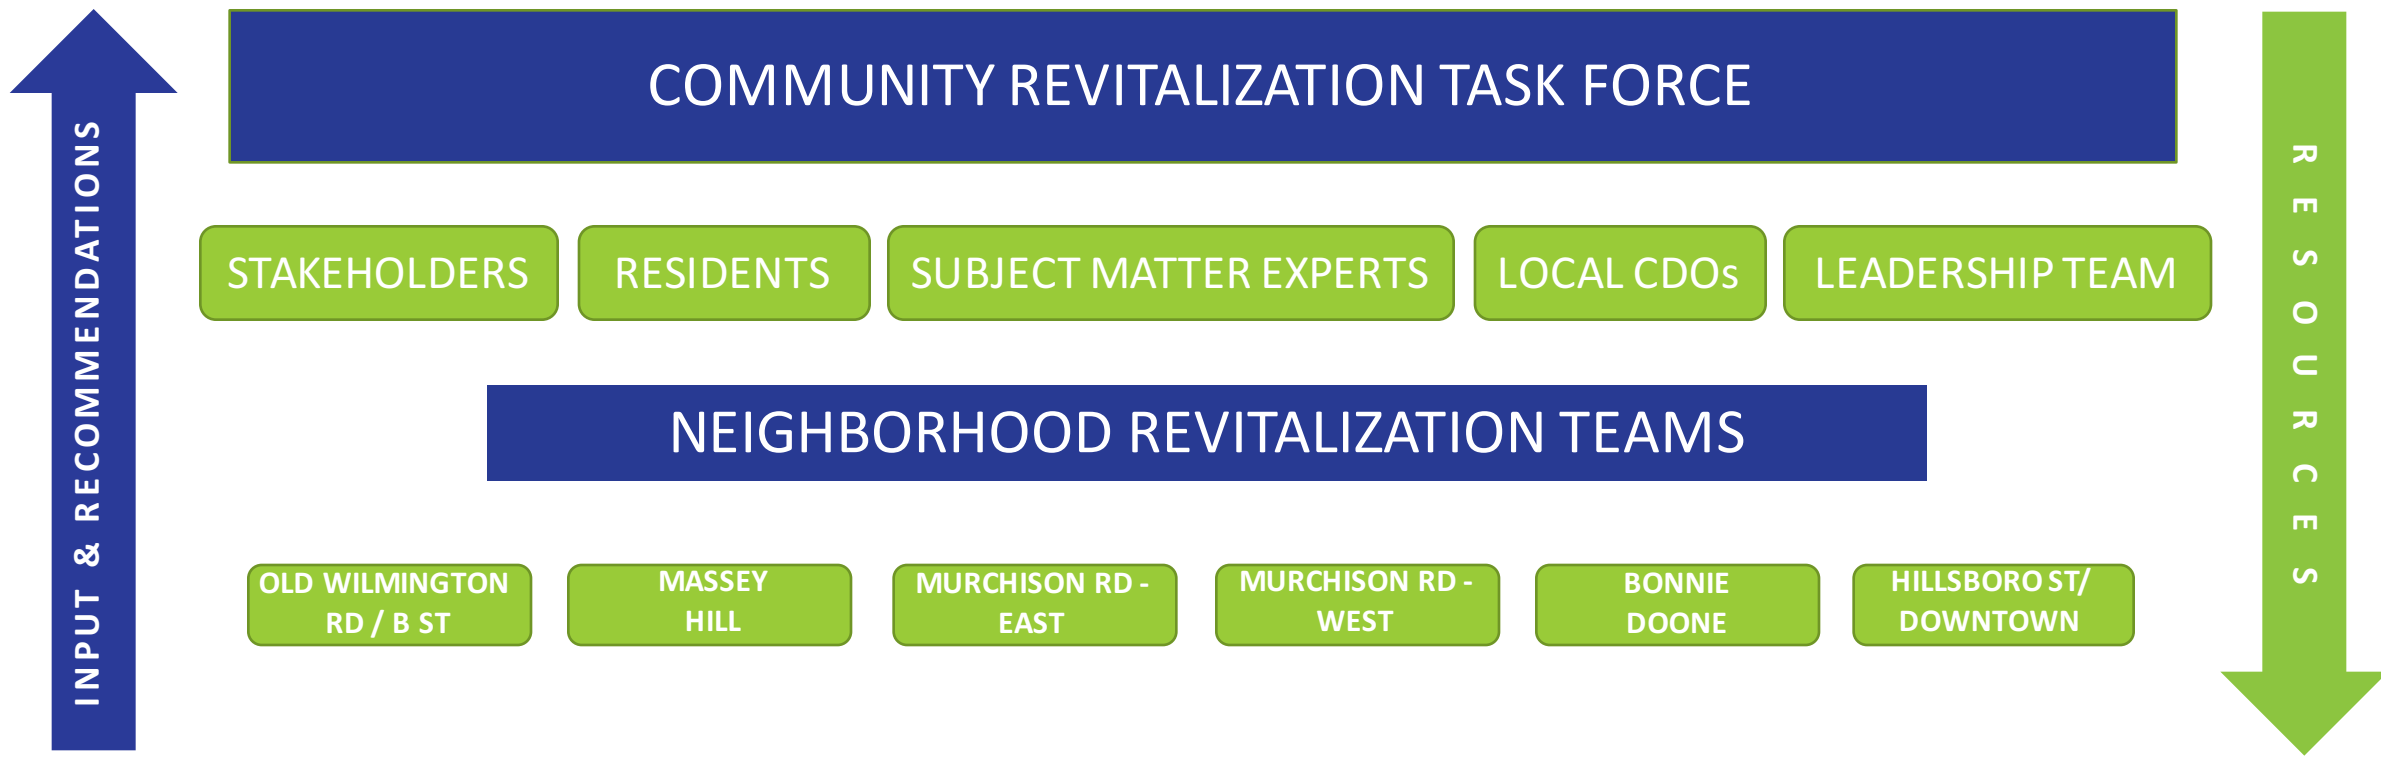 COMMUNITY REVITALIZATION TASK FORCE
INPUT & RECOMMENDATIONS
RESOURCES
STAKEHOLDERS
RESIDENTS
SUBJECT MATTER EXPERTS
LOCAL CDOs
LEADERSHIP TEAM
NEIGHBORHOOD REVITALIZATION TEAMS
OLD WILMINGTON
RD / B ST
MASSEY
HILL
MURCHISON RD -
EAST
MURCHISON RD -
WEST
BONNIE
DOONE
HILLSBORO ST/
DOWNTOWN